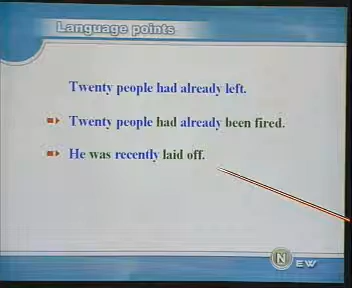 Language points
Twenty people had already left.
Twenty people had already been fired.
He was recently laid off.
N EW